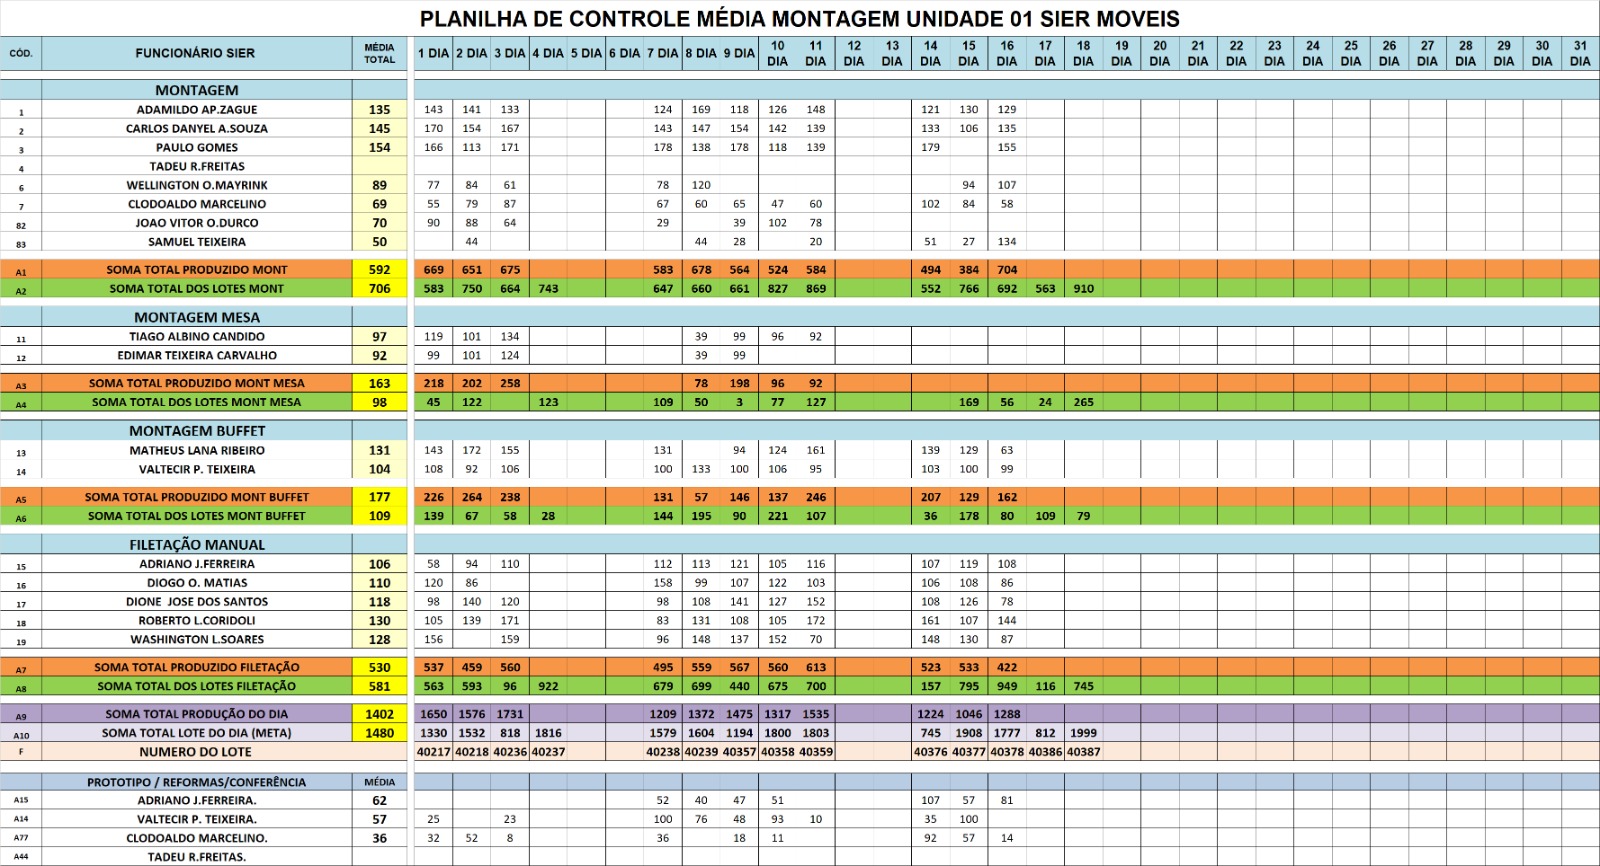 PLANILHA DE CONTROLE MÉDIA MONTAGEM UNIDADE 01 SIER MOVEIS
CÓD. FUNCIONÁRIO SIER MÉDIA TOTAL 1 DIA 2 DIA 3 DIA 4 DIA 5 DIA 6 DIA 7 DIA 8 DIA 9 DIA 10 DIA 11 DIA 12 DIA 13 DIA 14 DIA 15 DIA 16 DIA 17 DIA 18 DIA 19 DIA 20 DIA 21 DIA 22 DIA 23 DIA 24 DIA 25 DIA 26 DIA 27 DIA 28 DIA 29 DIA 30 DIA 31 DIA
MONTAGEM
1 ADAMILDO AP.ZAGUE 135 143 141 133 124 169 118 126 148 121 130 129
2 CARLOS DANYEL A.SOUZA 145 170 154 167 143 147 154 142 139 133 106 135
3 PAULO GOMES 154 166 113 171 178 138 178 118 139 179 155
4 TADEU R.FREITAS
6 WELLINGTON O.MAYRINK 89 77 84 61 78 120 94 107
7 CLODOALDO MARCELINO 69 55 79 87 67 60 65 47 60 102 84 58
82 JOAO VITOR O.DURCO 70 90 88 64 29 39 102 78
83 SAMUEL TEIXEIRA 50 44 44 28 20 51 27 134
A1 SOMA TOTAL PRODUZIDO MONT 592 669 651 675 583 678 564 524 584 494 384 704
A2 SOMA TOTAL DOS LOTES MONT 706 583 750 664 743 647 660 661 827 869 552 766 692 563 910
MONTAGEM MESA
11 TIAGO ALBINO CANDIDO 97 119 101 134 39 99 96 92
12 EDIMAR TEIXEIRA CARVALHO 92 99 101 124 39 99
A3 SOMA TOTAL PRODUZIDO MONT MESA 163 218 202 258 78 198 96 92
A4 SOMA TOTAL DOS LOTES MONT MESA 98 45 122 123 109 50 3 77 127 169 56 24 265
MONTAGEM BUFFET
13 MATHEUS LANA RIBEIRO 131 143 172 155 131 94 124 161 139 129 63
14 VALTECIR P. TEIXEIRA 104 108 92 106 100 133 100 106 95 103 100 99
A5 SOMA TOTAL PRODUZIDO MONT BUFFET 177 226 264 238 131 57 146 137 246 207 129 162
A6 SOMA TOTAL DOS LOTES MONT BUFFET 109 139 67 58 28 144 195 90 221 107 36 178 80 109 79
FILETAÇÃO MANUAL
15 ADRIANO J.FERREIRA 106 58 94 110 112 113 121 105 116 107 119 108
16 DIOGO O. MATIAS 110 120 86 158 99 107 122 103 106 108 86
17 DIONE JOSE DOS SANTOS 118 98 140 120 98 108 141 127 152 108 126 78
18 ROBERTO L.CORIDOLI 130 105 139 171 83 131 108 105 172 161 107 144
19 WASHINGTON L.SOARES 128 156 159 96 148 137 152 70 148 130 87
A7 SOMA TOTAL PRODUZIDO FILETAÇÃO 530 537 459 560 495 559 567 560 613 523 533 422
A8 SOMA TOTAL DOS LOTES FILETAÇÃO 581 563 593 96 922 679 699 440 675 700 157 795 949 116 745
A9 SOMA TOTAL PRODUÇÃO DO DIA 1402 1650 1576 1731 1209 1372 1475 1317 1535 1224 1046 1288
A10 SOMA TOTAL LOTE DO DIA (META) 1480 1330 1532 818 1816 1579 1604 1194 1800 1803 745 1908 1777 812 1999
F NUMERO DO LOTE 40217 40218 40236 40237 40238 40239 40357 40358 40359 40376 40377 40378 40386 40387
PROTOTIPO / REFORMAS/CONFERÊNCIA MÉDIA
A15 ADRIANO J.FERREIRA. 62 52 40 47 51 107 57 81
A14 VALTECIR P. TEIXEIRA. 57 25 23 100 76 48 93 10 35 100
A77 CLODOALDO MARCELINO. 36 32 52 8 36 18 11 92 57 14
A44 TADEU R.FREITAS.